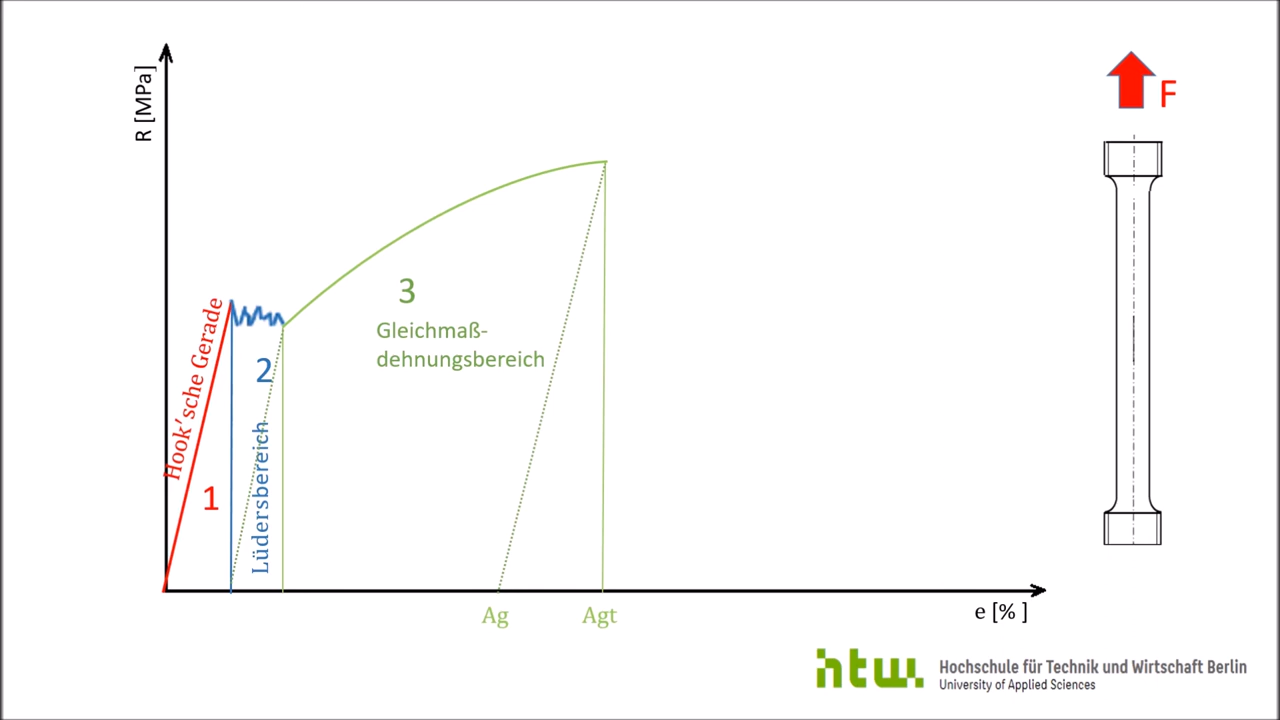 R [MPa]
F
Hook'sche Gerade
1
2
Lüdersbereich
3
Gleichmaß-
dehnungsbereich
Ag
Agt
e [% ]
htw.
Hochschule für Technik und Wirtschaft Berlin
University of Applied Sciences